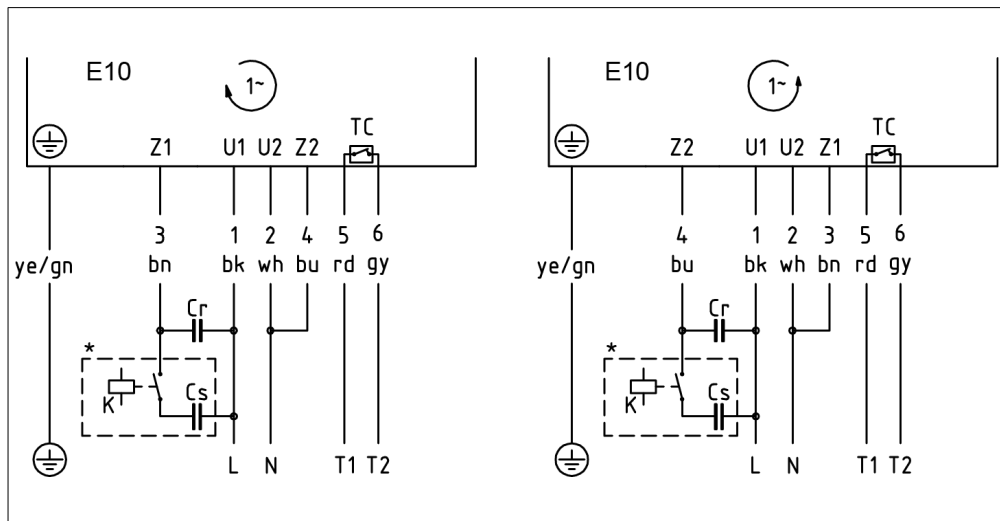 E10
1~
TC
Z1 U1 U2 Z2
3 1 2 4 5 6
ye/gn bn bk wh bu rd gy
Cr
*
K Cs
L N T1 T2
E10
1~
TC
Z2 U1 U2 Z1
4 1 2 3 5 6
ye/gn bu bk wh bn rd gy
Cr
*
K Cs
L N T1 T2